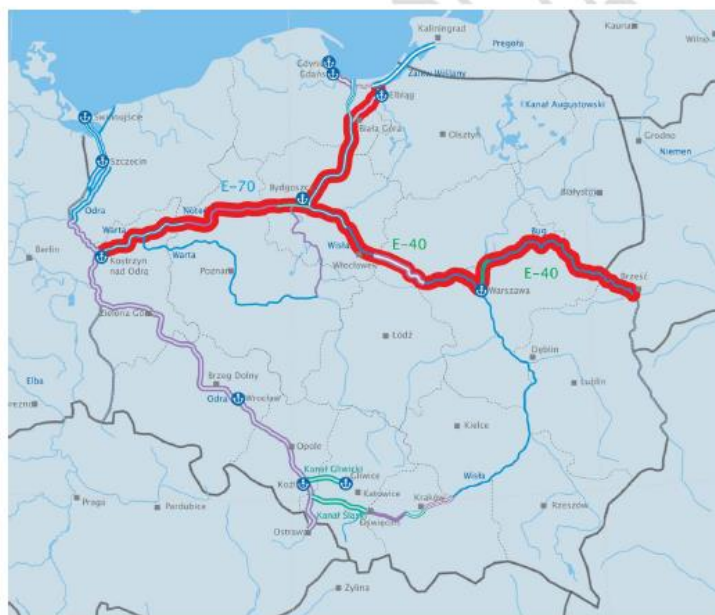 Kaliningrad
Pregoła
Kauna
Wilno
Gdynia
Gdańsk
Zalew Wiślany
Elbląg
Świnoujście
Biała Góra
Kanał Augustowski
Olsztyn
Grodno
Niemen
Szczecin
E-70
Bydgoszcz
Białystok
Odra
Warta
Noteć
Bug
Berlin
Kostrzyn
nad Odrą
Warta
Poznań
Wisła
E-40
Włocławek
E-40
Brześć
Warszawa
Zielona Gó
Łódź
Dęblin
Elba
Brzeg Dolny
Lublin
Odra
Wrocław
Kielce
Opole
Kanał Gliwicki
Koźle
Gliwice
Wisła
Praga
Pardubice
Katowice
Kraków
Kanał Śląski
Oświęcim
Rzeszów
Ostrawa
Żylina